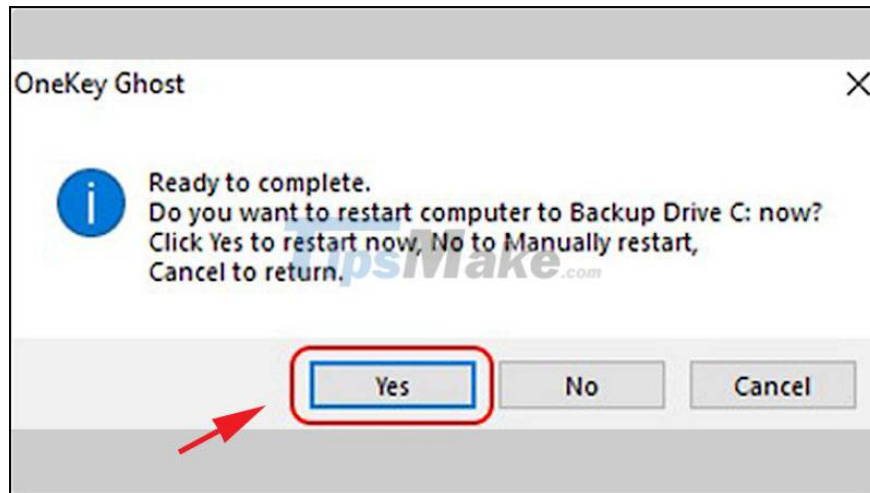 OneKey Ghost
Ready to complete.
Do you want to restart computer to Backup Drive C: now?
Click Yes to restart now, No to Manually restart,
Cancel to return.
TipsMake.com
Yes No Cancel